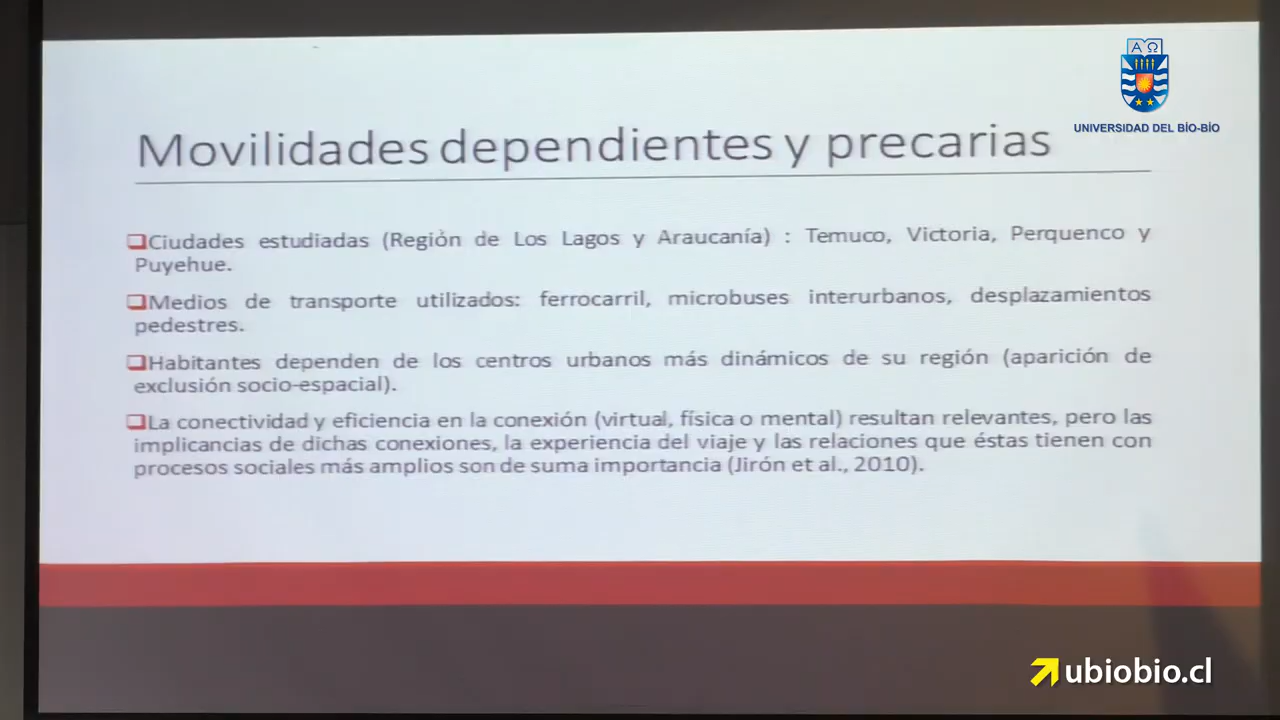 ΑΩ
UNIVERSIDAD DEL BÍO-BÍO
Movilidades dependientes y precarias
❑Ciudades estudiadas (Región de Los Lagos y Araucanía) : Temuco, Victoria, Perquenco y
Puyehue.
❑Medios de transporte utilizados: ferrocarril, microbuses interurbanos, desplazamientos
pedestres.
❑Habitantes dependen de los centros urbanos más dinámicos de su región (aparición de
exclusión socio-espacial).
❑La conectividad y eficiencia en la conexión (virtual, física o mental) resultan relevantes, pero las
implicancias de dichas conexiones, la experiencia del viaje y las relaciones que éstas tienen con
procesos sociales más amplios son de suma importancia (Jirón et al., 2010).
ubiobio.cl